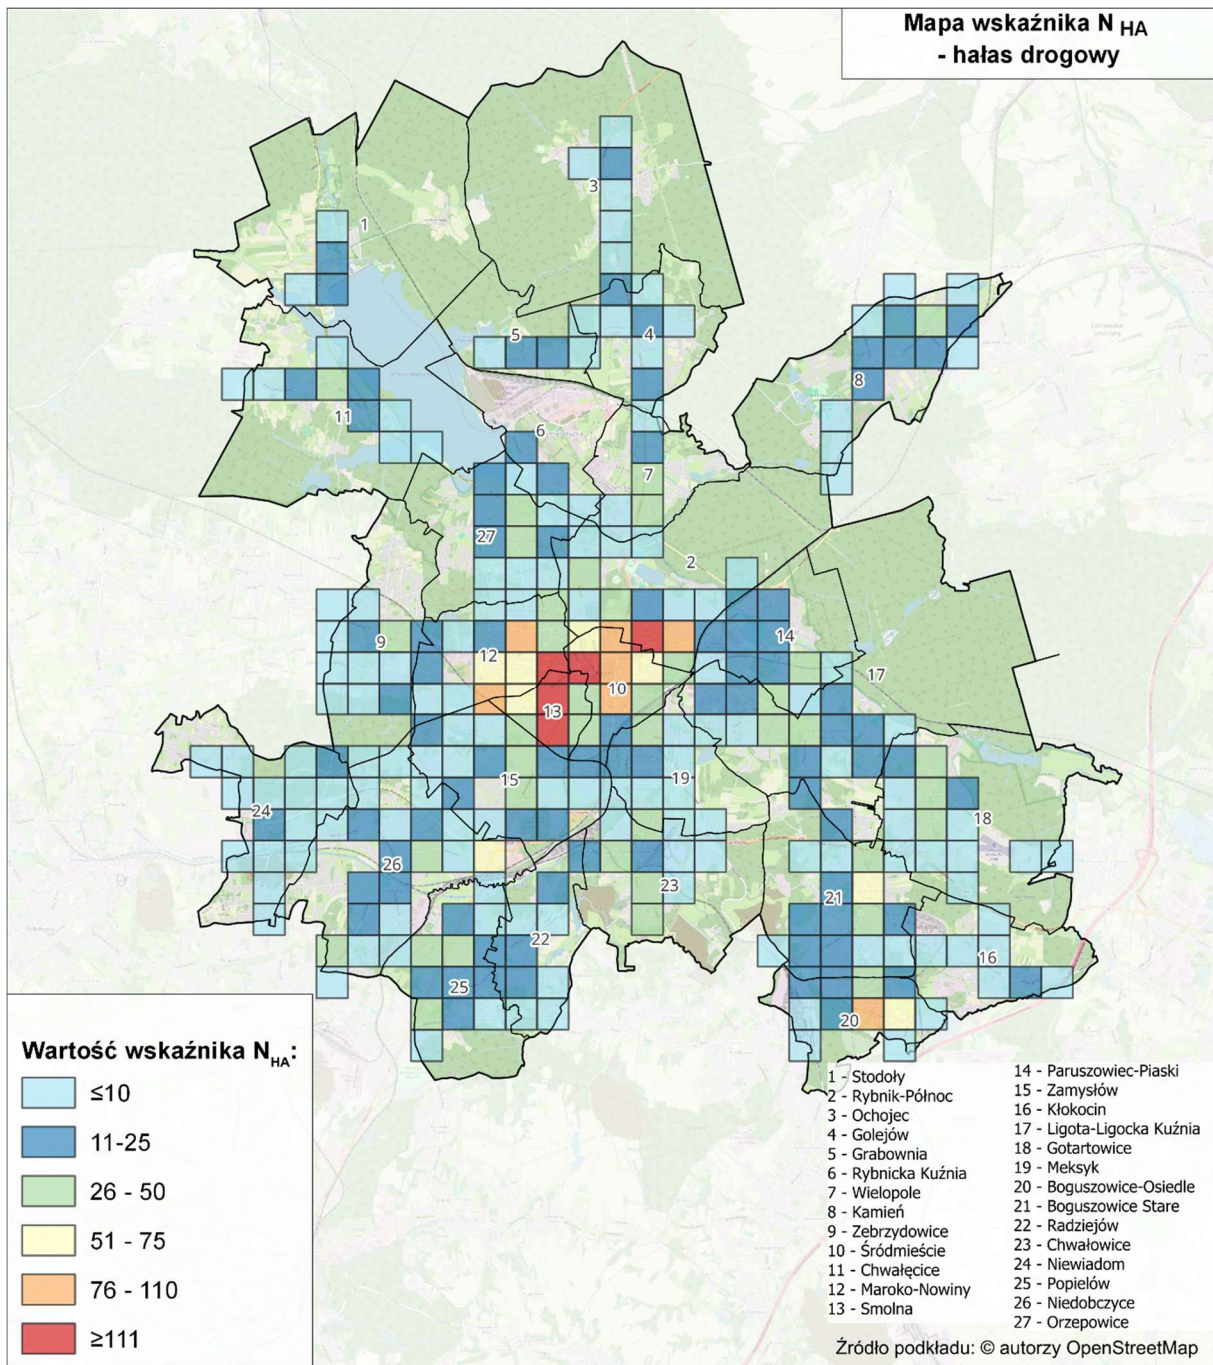 Mapa wskaźnika N HA
- hałas drogowy
3
1
5
4
8
11
6
7
27
2
9
14
12
17
10
13
15
19
24
18
26
23
21
22
16
25
20
Wartość wskaźnika N HA:
≤10
11-25
26 - 50
51 - 75
76 - 110
≥111
1 - Stodoły
2 - Rybnik-Północ
3 - Ochojec
4 - Golejów
5 - Grabownia
6 - Rybnicka Kuźnia
7 - Wielopole
8 - Kamień
9 - Zebrzydowice
10 - Śródmieście
11 - Chwałęcice
12 - Maroko-Nowiny
13 - Smolna
14 - Paruszowiec-Piaski
15 - Zamysłów
16 - Kłokocin
17 - Ligota-Ligocka Kuźnia
18 - Gotartowice
19 - Meksyk
20 - Boguszowice-Osiedle
21 - Boguszowice Stare
22 - Radziejów
23 - Chwałowice
24 - Niewiadom
25 - Popielów
26 - Niedobczyce
27 - Orzepowice
Źródło podkładu: © autorzy OpenStreetMap